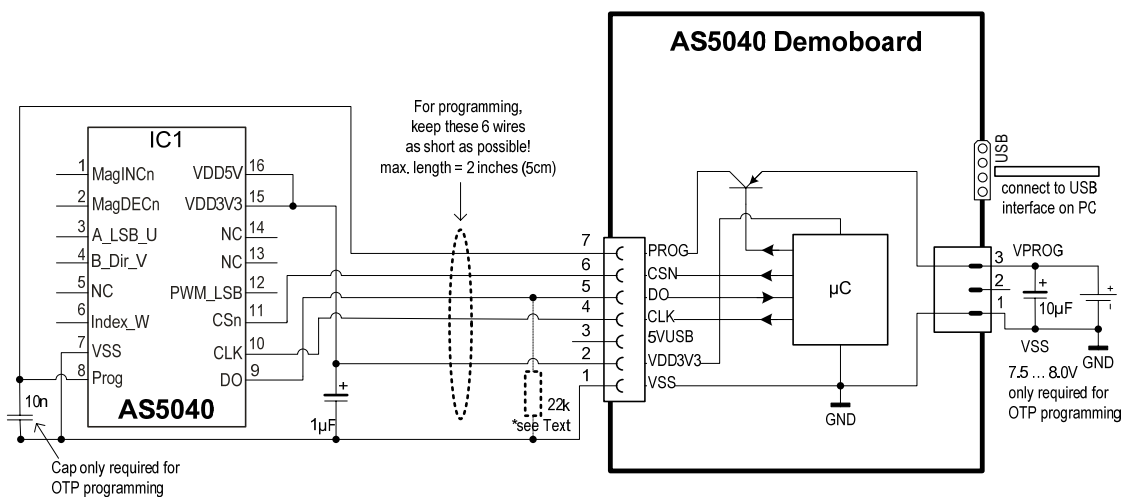 AS5040 Demoboard
For programming,
keep these 6 wires
as short as possible!
max. length = 2 inches (5cm)
IC1
1 MagINCn
2 MagDECn
3 A_LSB_U
4 B_Dir_V
5 NC
6 Index_W
7 VSS
8 Prog
VDD5V 16
VDD3V3 15
NC 14
NC 13
PWM_LSB 12
CSn 11
CLK 10
DO 9
AS5040
10n
Cap only required for
OTP programming
+
1µF
22k
*see Text
7 PROG
6 CSN
5 DO
4 CLK
3 5VUSB
2 VDD3V3
1 VSS
µC
GND
USB
connect to USB
interface on PC
3 VPROG
2
1
+
10µF
+
-
VSS
GND
7.5 ... 8.0V
only required for
OTP programming